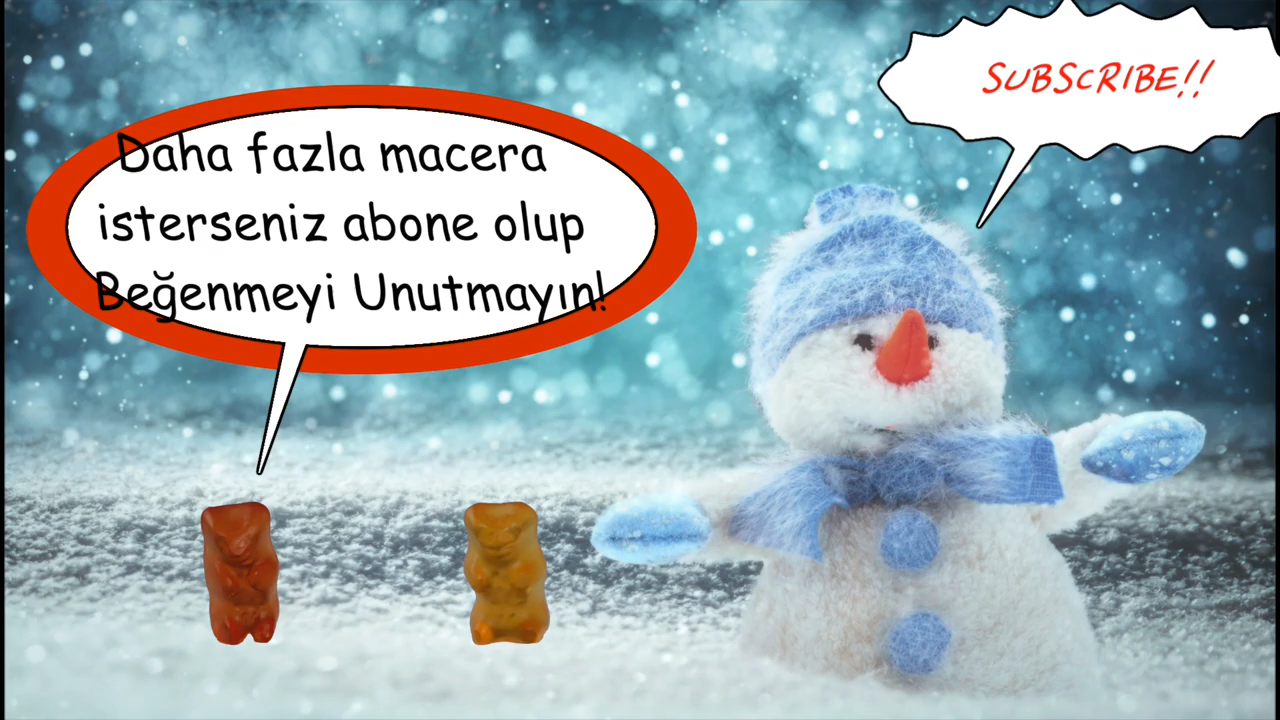 Daha fazla macera
isterseniz abone olup
Beğenmeyi Unutmayın!
SUBSCRIBE!!